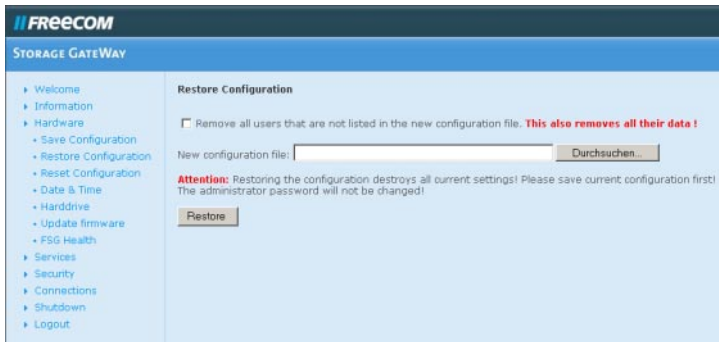 FREECOM
STORAGE GATEWAY
Welcome
Information
Hardware
Save Configuration
Restore Configuration
Reset Configuration
Date & Time
Harddrive
Update firmware
FSG Health
Services
Security
Connections
Shutdown
Logout
Restore Configuration
Remove all users that are not listed in the new configuration file. This also removes all their data !
New configuration file: Durchsuchen...
Attention: Restoring the configuration destroys all current settings! Please save current configuration first!
The administrator password will not be changed!
Restore